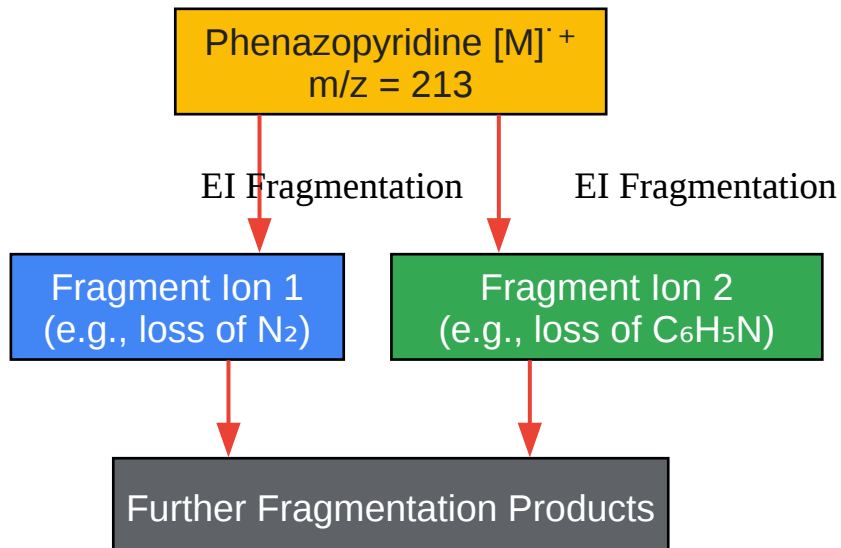 Phenazopyridine [M]˙⁺
m/z = 213
EI Fragmentation
EI Fragmentation
Fragment Ion 1
(e.g., loss of N₂)
Fragment Ion 2
(e.g., loss of C₆H₅N)
Further Fragmentation Products